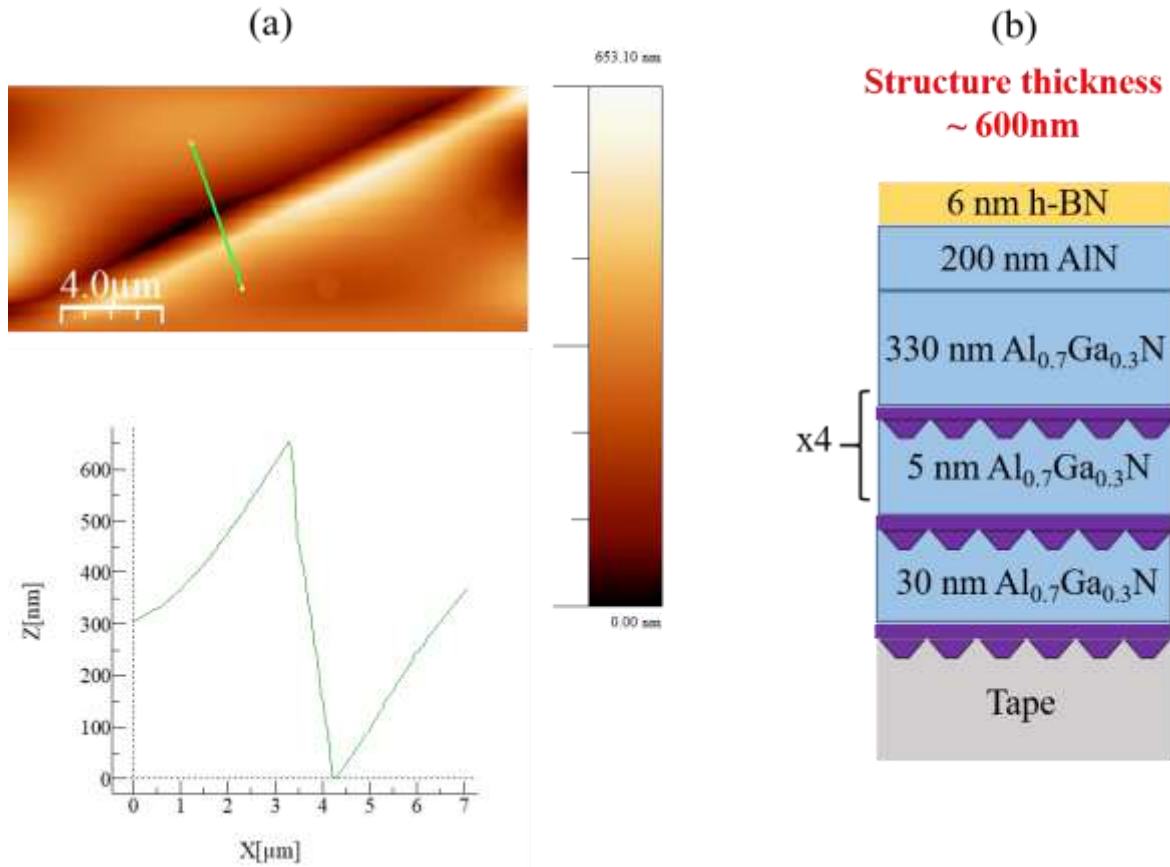 (a)
653.10 nm
4.0μm
0.00 nm
600
500
400
300
200
100
0
Z[nm]
0 1 2 3 4 5 6 7
X[μm]
(b)
Structure thickness
~ 600nm
6 nm h-BN
200 nm AlN
330 nm Al₀.₇Ga₀.₃N
x4
5 nm Al₀.₇Ga₀.₃N
30 nm Al₀.₇Ga₀.₃N
Tape